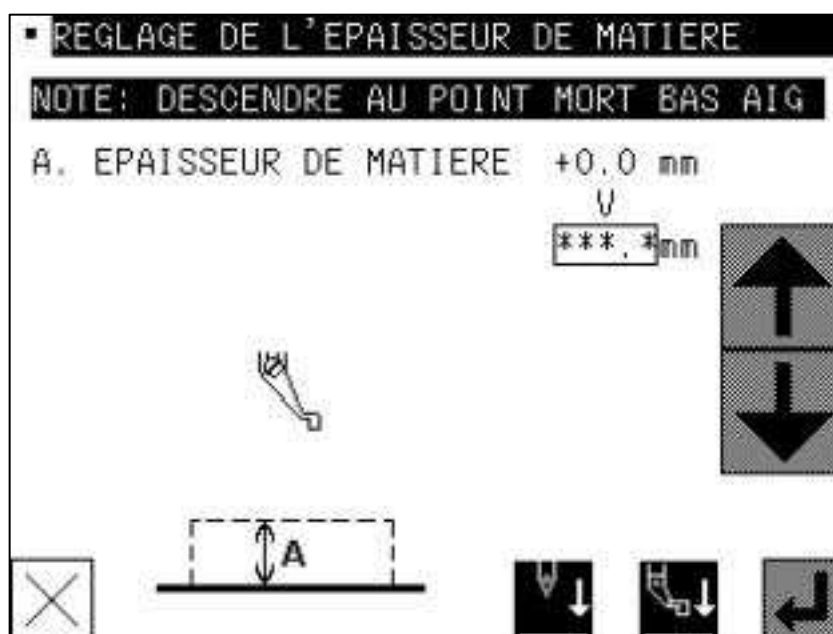 REGLAGE DE L'EPAISSEUR DE MATIERE
NOTE: DESCENDRE AU POINT MORT BAS AIG
A. EPAISSEUR DE MATIERE +0.0 mm
V
***.*mm
A